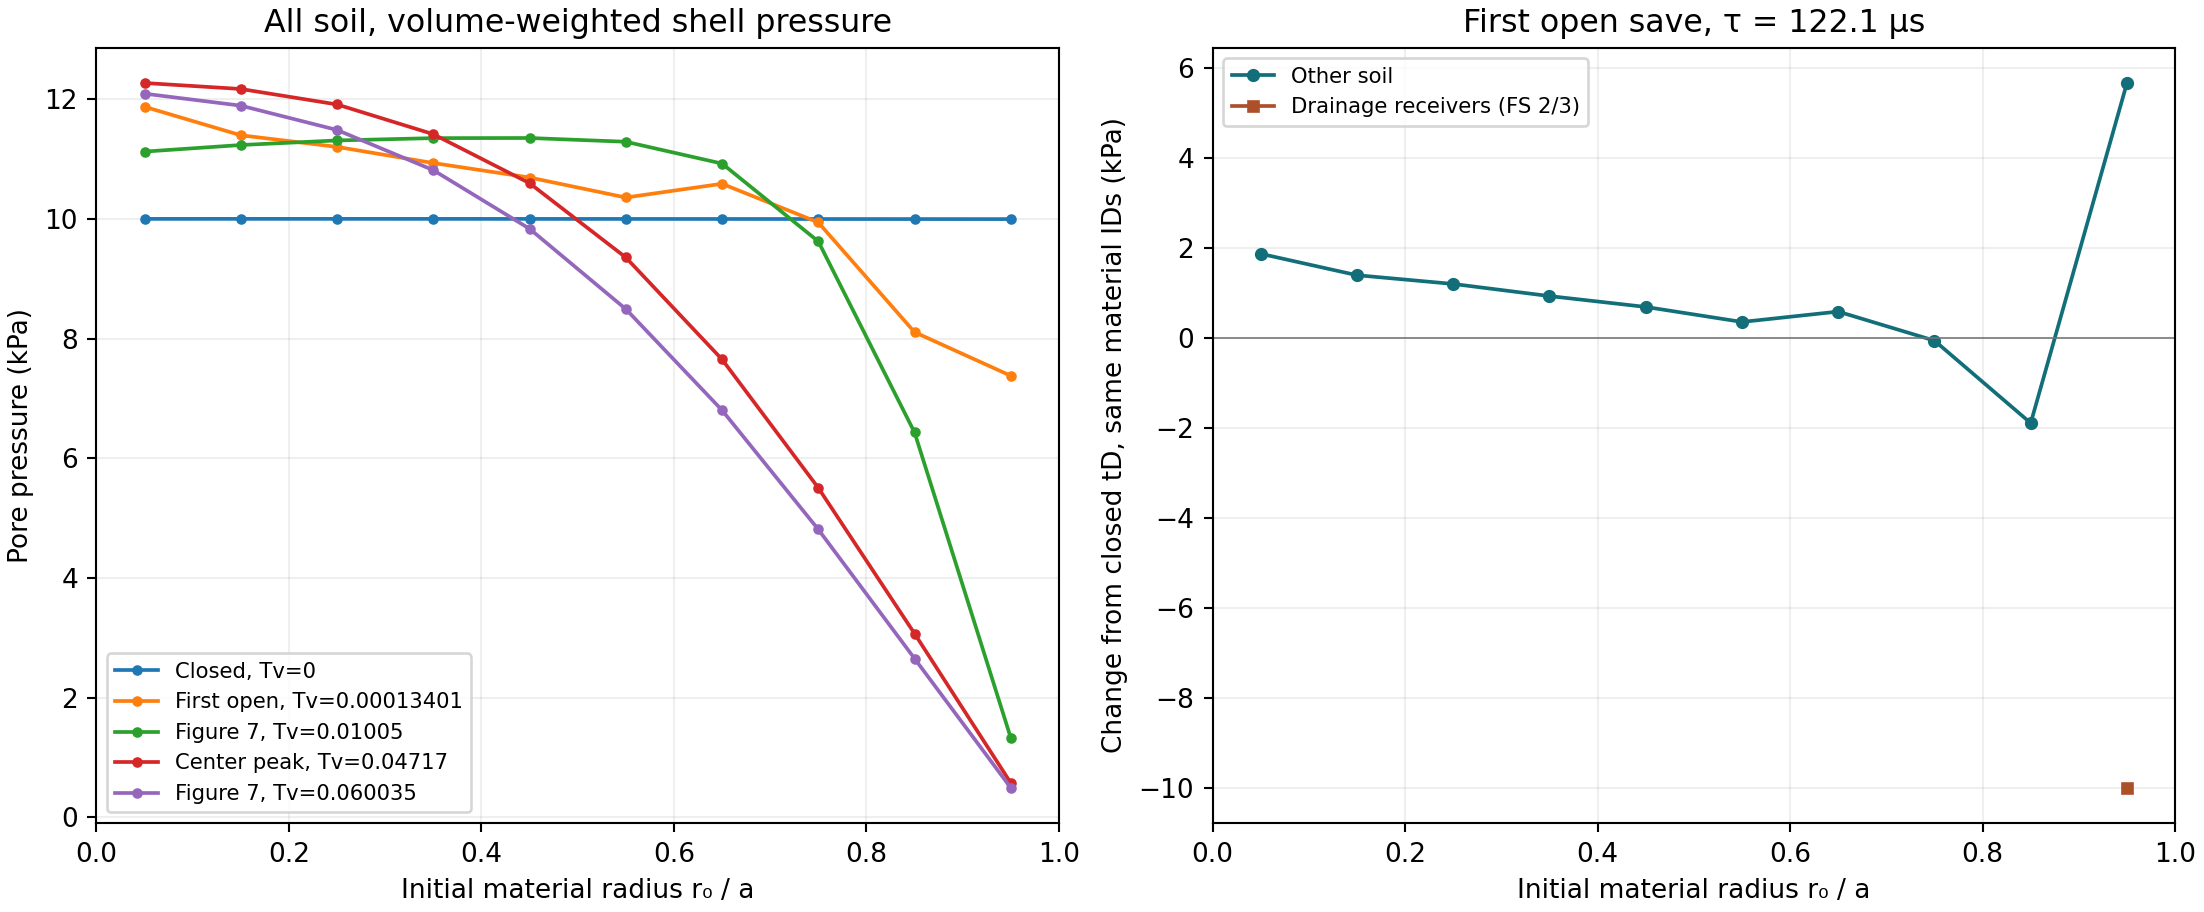 All soil, volume-weighted shell pressure
Pore pressure (kPa)
12
10
8
6
4
2
0
Closed, Tv=0
First open, Tv=0.00013401
Figure 7, Tv=0.01005
Center peak, Tv=0.04717
Figure 7, Tv=0.060035
0.0 0.2 0.4 0.6 0.8 1.0
Initial material radius r₀ / a
First open save, τ = 122.1 μs
Change from closed tD, same material IDs (kPa)
6
4
2
0
−2
−4
−6
−8
−10
Other soil
Drainage receivers (FS 2/3)
0.0 0.2 0.4 0.6 0.8 1.0
Initial material radius r₀ / a